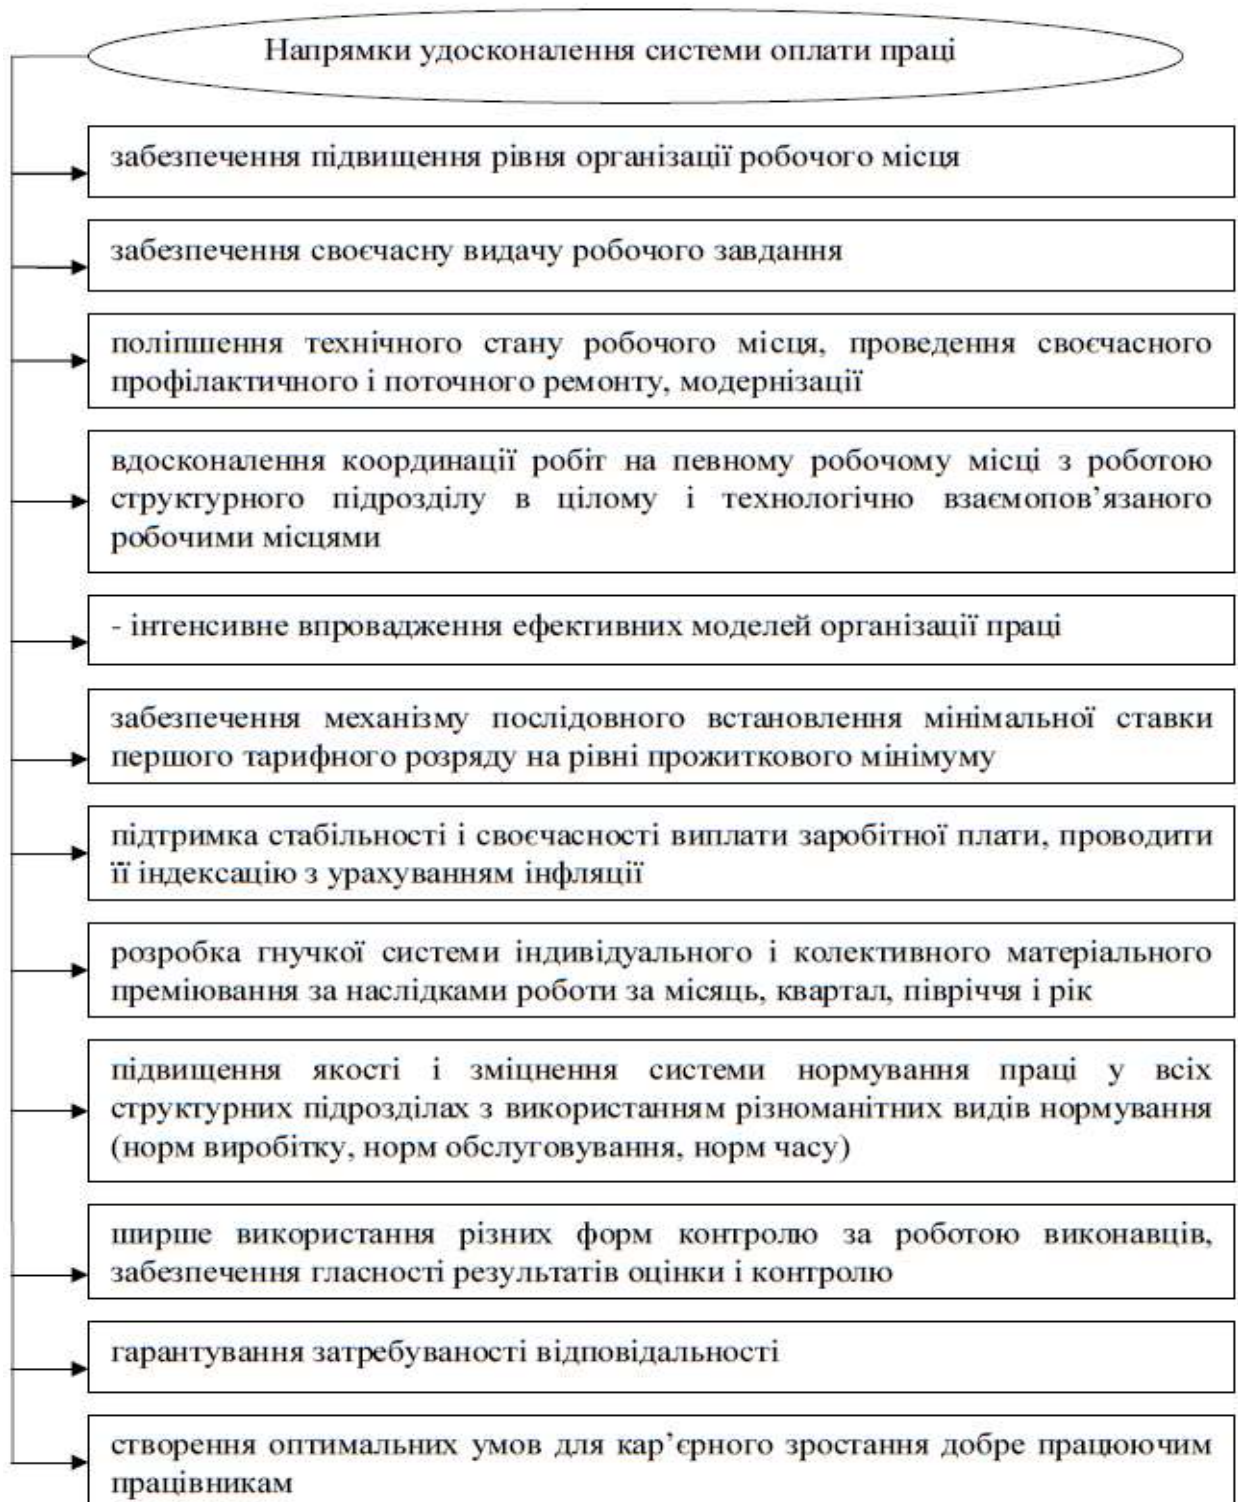 Напрямки удосконалення системи оплати праці
забезпечення підвищення рівня організації робочого місця
забезпечення своєчасну видачу робочого завдання
поліпшення технічного стану робочого місця, проведення своєчасного
профілактичного і поточного ремонту, модернізації
вдосконалення координації робіт на певному робочому місці з роботою
структурного підрозділу в цілому і технологічно взаємопов’язаного
робочими місцями
- інтенсивне впровадження ефективних моделей організації праці
забезпечення механізму послідовного встановлення мінімальної ставки
першого тарифного розряду на рівні прожиткового мінімуму
підтримка стабільності і своєчасності виплати заробітної плати, проводити
її індексацію з урахуванням інфляції
розробка гнучкої системи індивідуального і колективного матеріального
преміювання за наслідками роботи за місяць, квартал, півріччя і рік
підвищення якості і зміцнення системи нормування праці у всіх
структурних підрозділах з використанням різноманітних видів нормування
(норм виробітку, норм обслуговування, норм часу)
ширше використання різних форм контролю за роботою виконавців,
забезпечення гласності результатів оцінки і контролю
гарантування затребуваності відповідальності
створення оптимальних умов для кар’єрного зростання добре працюючим
працівникам